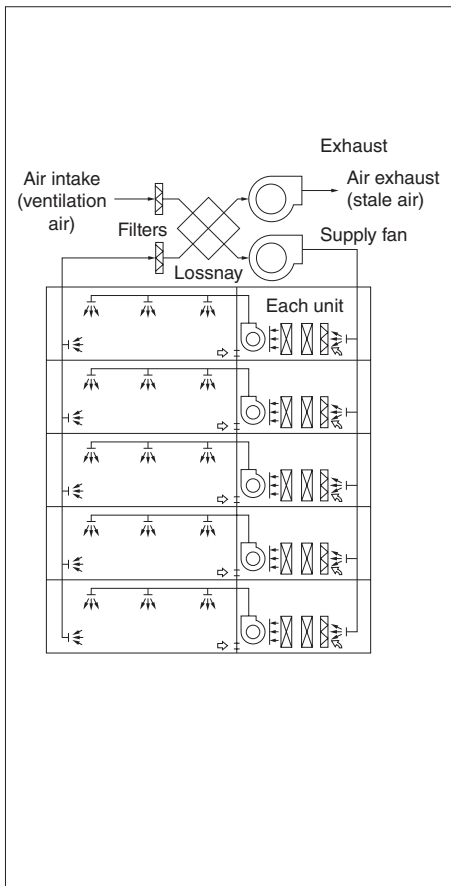 Exhaust
Air intake
(ventilation
air)
Air exhaust
(stale air)
Filters
Supply fan
Lossnay
Each unit